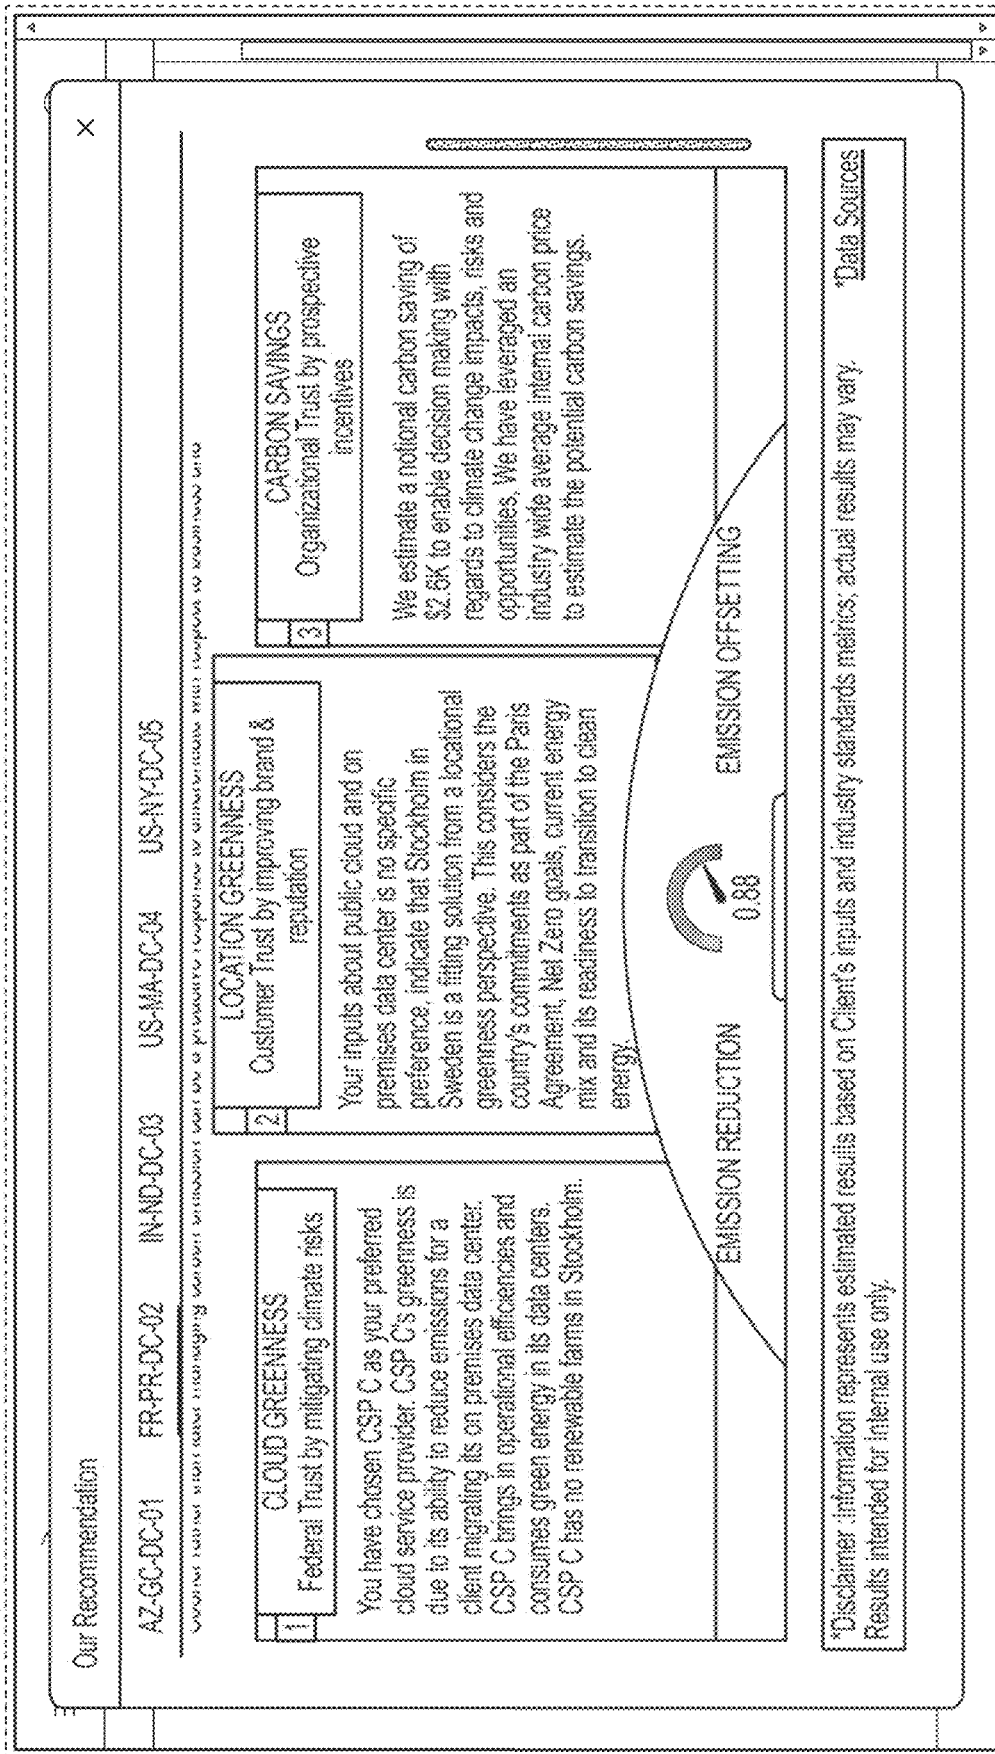 Our Recommendation
×
AZ-GC-DC-01 FR-PR-DC-02 IN-ND-DC-03 US-MA-DC-04 US-NY-DC-05
1
CLOUD GREENNESS
Federal Trust by mitigating climate risks
You have chosen CSP C as your preferred
cloud service provider. CSP C's greenness is
due to its ability to reduce emissions for a
client migrating its on premises date center.
CSP C brings in operational efficiencies and
consumes green energy in its data centers.
CSP C has no renewable farms in Stockholm.
2
LOCATION GREENNESS
Customer Trust by improving brand &
reputation
Your inputs about public cloud and on
premises data center is no specific
preference, indicate that Stockholm in
Sweden is a fitting solution from a locational
greenness perspective. This considers the
country's commitments as part of the Paris
Agreement, Net Zero goals, current energy
mix and its readiness to transition to clean
energy.
3
CARBON SAVINGS
Organizational Trust by prospective
incentives
We estimate a notional carbon saving of
$2.6K to enable decision making with
regards to climate change impacts, risks and
opportunities. We have leveraged an
industry wide average internal carbon price
to estimate the potential carbon savings.
EMISSION REDUCTION
0.88
EMISSION OFFSETTING
*Disclaimer :Information represents estimated results based on Client's inputs and industry standards metrics; actual results may vary.
Results intended for Internal use only.
*Data Sources